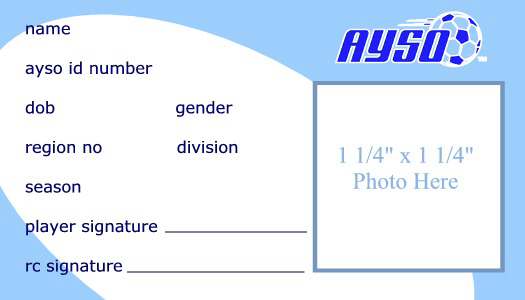 name
AYSO
TM
ayso id number
dob gender
region no division
1 1/4" x 1 1/4"
Photo Here
season
player signature
rc signature